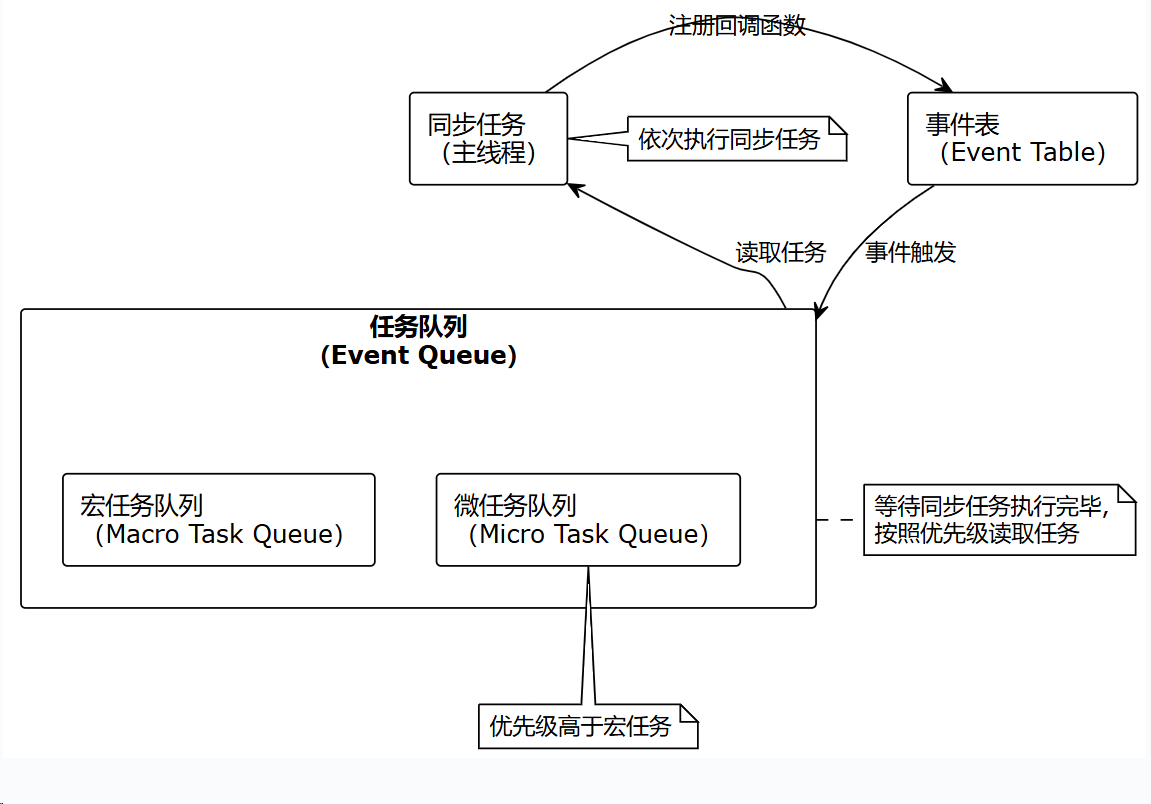 注册回调函数
同步任务
（主线程）
依次执行同步任务
事件表
（Event Table）
读取任务
事件触发
任务队列
（Event Queue）
宏任务队列
（Macro Task Queue）
微任务队列
（Micro Task Queue）
等待同步任务执行完毕，
按照优先级读取任务
优先级高于宏任务